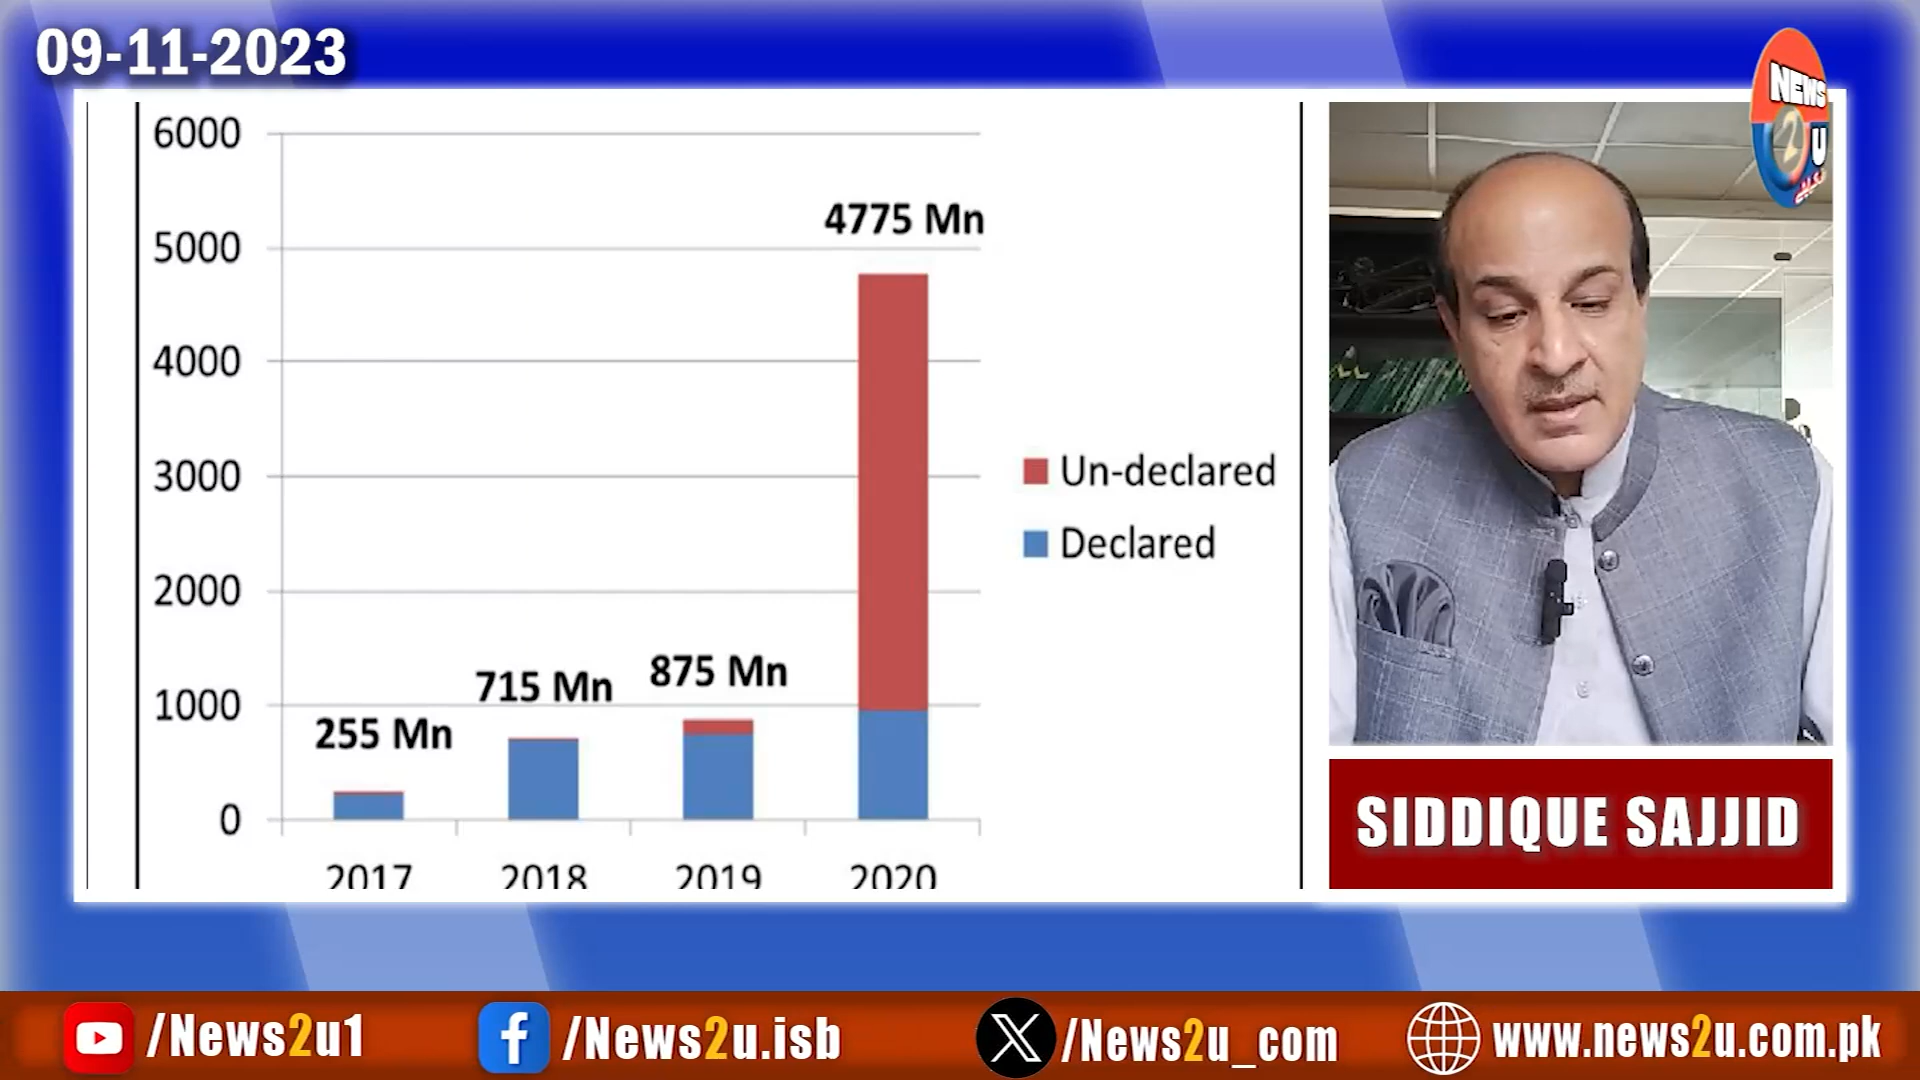 09-11-2023
NEWS
2
U
6000
5000
4000
3000
2000
1000
0
4775 Mn
875 Mn
715 Mn
255 Mn
2017
2018
2019
2020
Un-declared
Declared
SIDDIQUE SAJJID
/News2u1
/News2u.isb
/News2u_com
www.news2u.com.pk